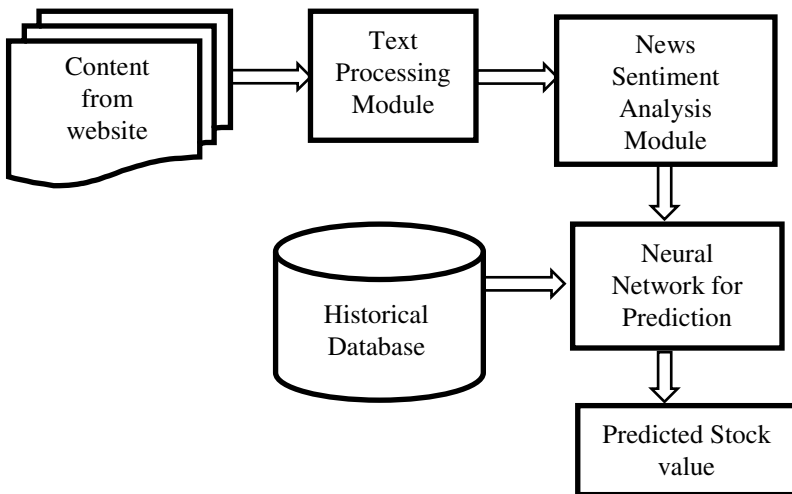 Content
from
website
Text
Processing
Module
News
Sentiment
Analysis
Module
Historical
Database
Neural
Network for
Prediction
Predicted Stock
value